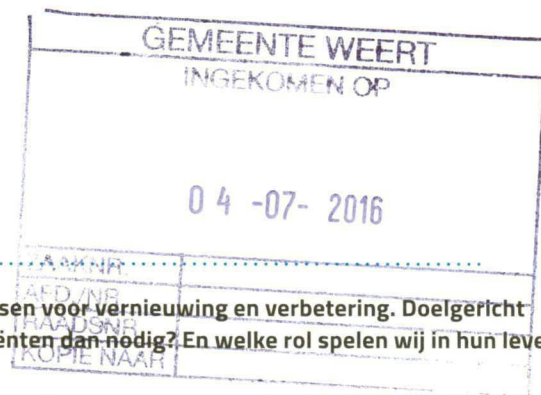 GEMEENTE WEERT
INGEKOMEN OP
04 -07- 2016
ZAAKNR.
AFD./NR.
sen voor vernieuwing en verbetering. Doelgericht
RAADSNR.
ënten dan nodig? En welke rol spelen wij in hun leve
KOPIE NAAR